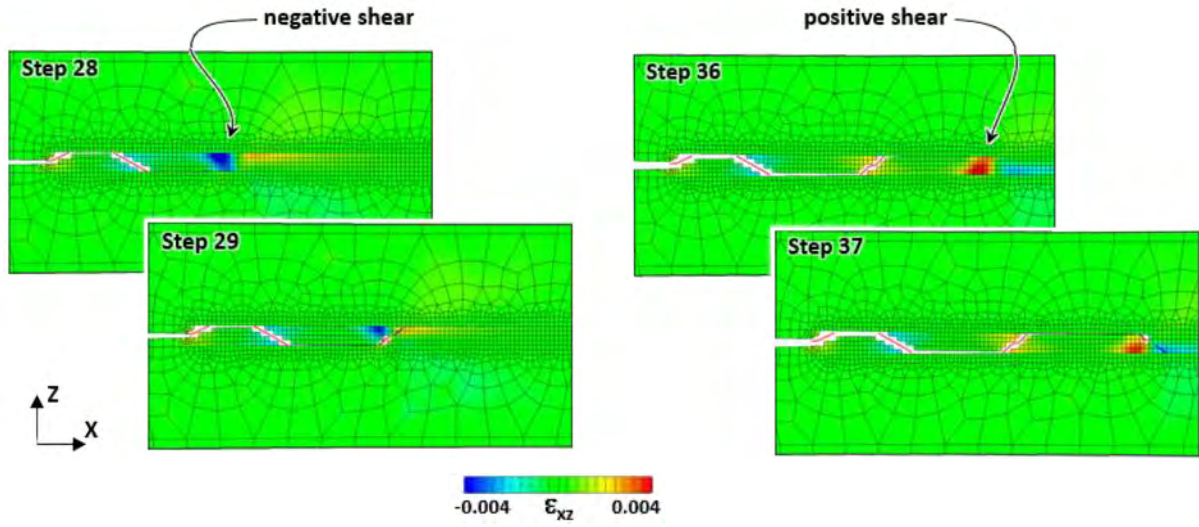 negative shear
positive shear
Step 28
Step 36
Step 29
Step 37
Z
X
-0.004 εxz 0.004